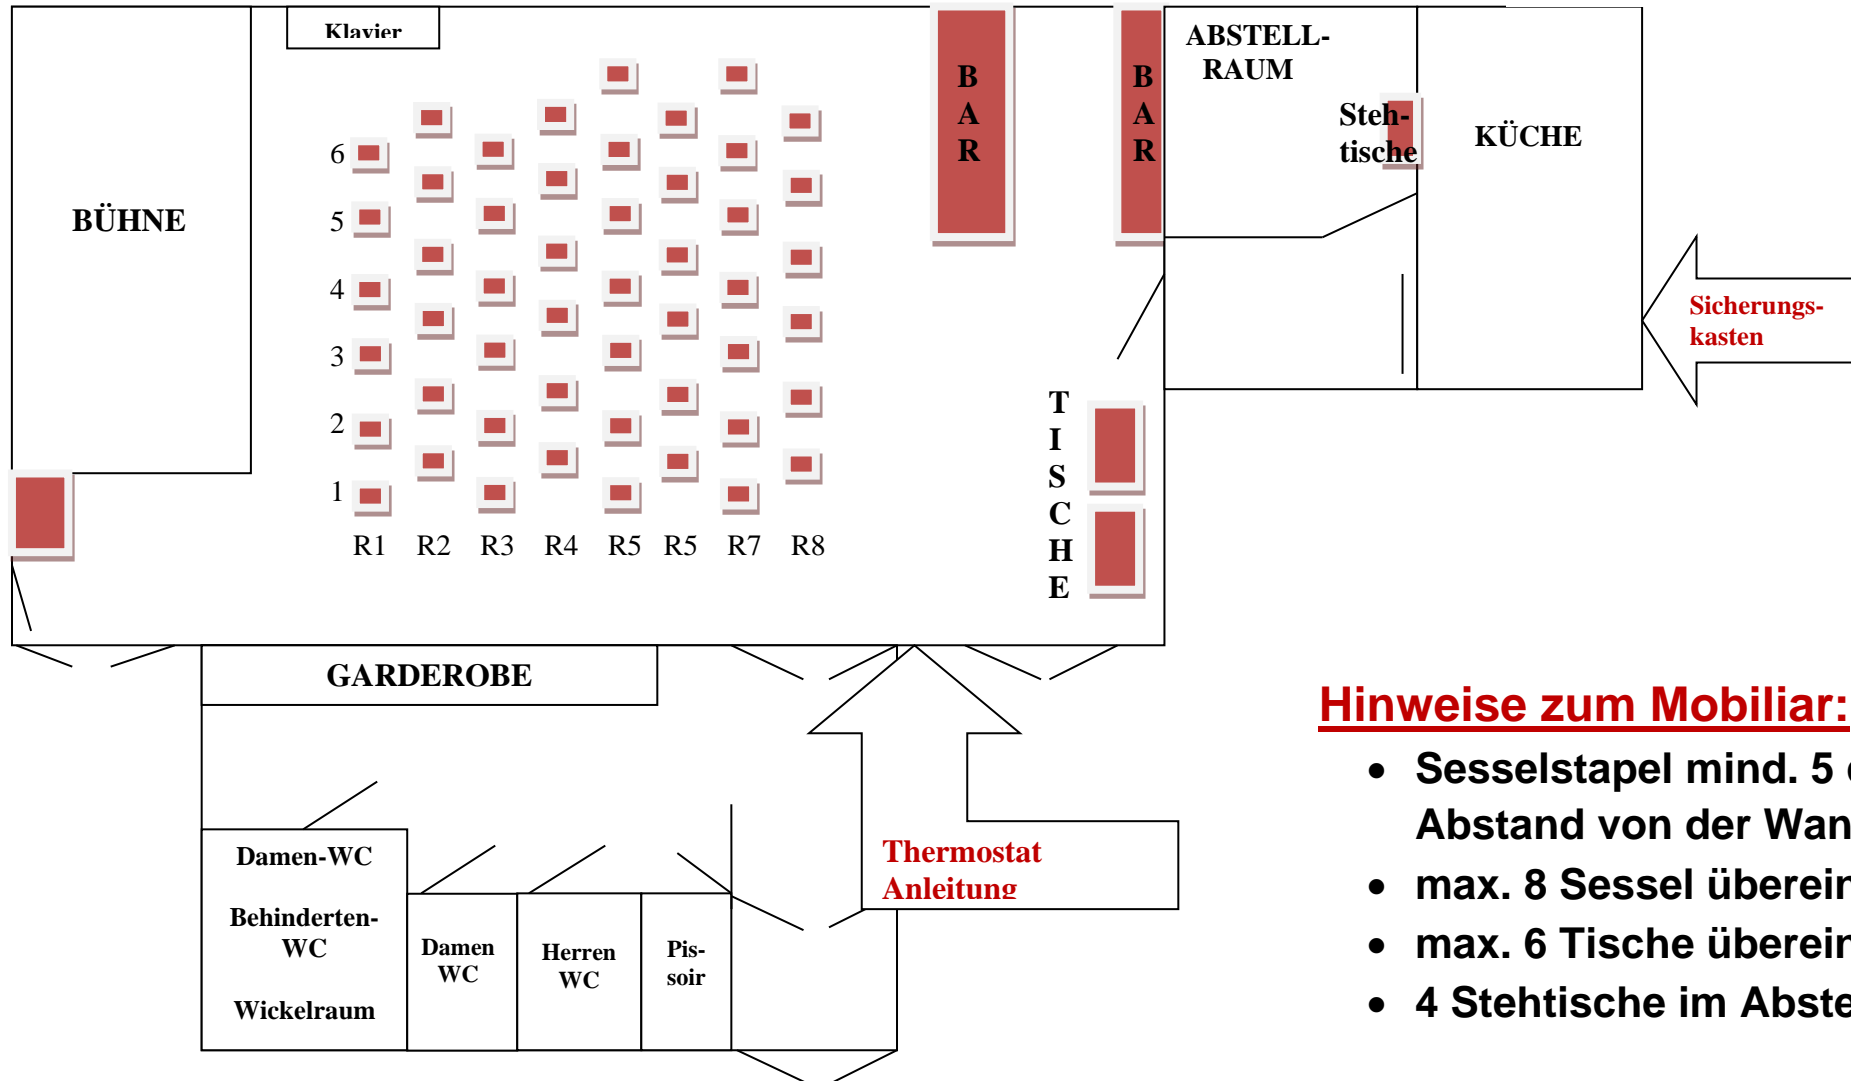 Klavier
ABSTELL-
RAUM
B
A
R
B
A
R
Steh-
tische
KÜCHE
BÜHNE
6
5
4
3
2
1
R1 R2 R3 R4 R5 R5 R7 R8
Sicherungs-
kasten
T
I
S
C
H
E
GARDEROBE
Hinweise zum Mobiliar:
• Sesselstapel mind. 5
Abstand von der Wan
• max. 8 Sessel überein
• max. 6 Tische überein
• 4 Stehtische im Abste
Thermostat
Anleitung
Damen-WC
Behinderten-
WC
Wickelraum
Damen
WC
Herren
WC
Pis-
soir